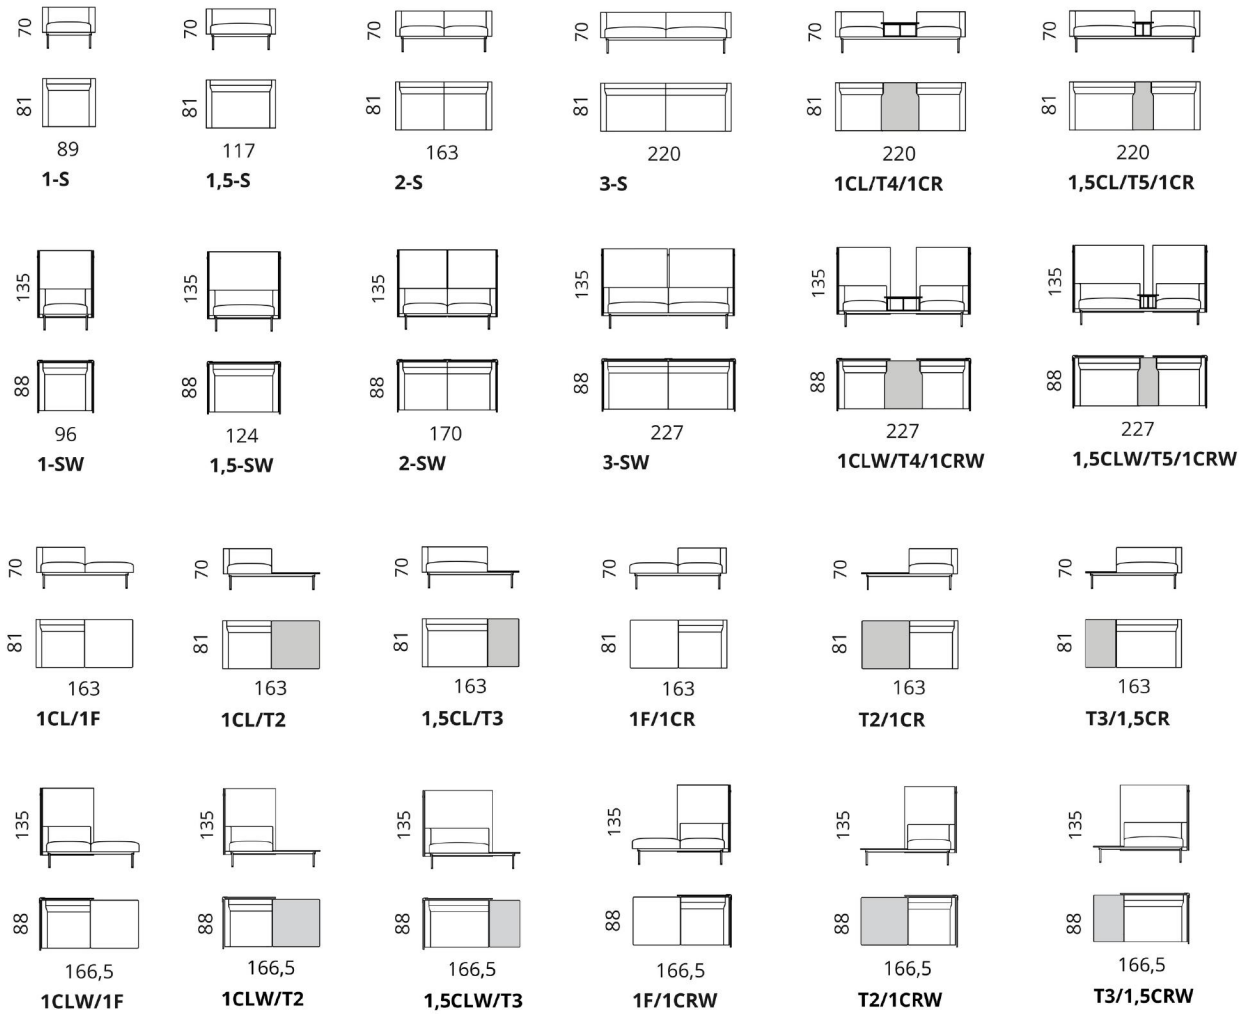 70 70 70 70 70 70
81 81 81 81 81 81
89 117 163 220 220 220
1-S 1,5-S 2-S 3-S 1CL/T4/1CR 1,5CL/T5/1CR
135 135 135 135 135 135
88 88 88 88 88 88
96 124 170 227 227 227
1-SW 1,5-SW 2-SW 3-SW 1CLW/T4/1CRW 1,5CLW/T5/1CRW
70 70 70 70 70 70
81 81 81 81 81 81
163 163 163 163 163 163
1CL/1F 1CL/T2 1,5CL/T3 1F/1CR T2/1CR T3/1,5CR
135 135 135 135 135 135
88 88 88 88 88 88
166,5 166,5 166,5 166,5 166,5 166,5
1CLW/1F 1CLW/T2 1,5CLW/T3 1F/1CRW T2/1CRW T3/1,5CRW